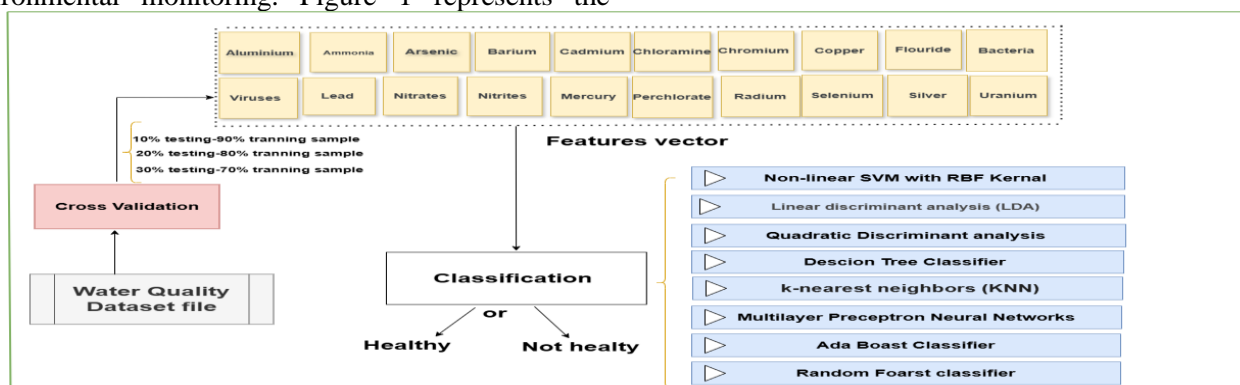 ronmental monitoring. Figure 1 represents the
Aluminium Ammonia Arsenic Barium Cadmium Chloramine Chromium Copper Flouride Bacteria
Viruses Lead Nitrates Nitrites Mercury Perchlorate Radium Selenium Silver Uranium
Features vector
10% testing-90% tranning sample
20% testing-80% tranning sample
30% testing-70% tranning sample
Cross Validation
Water Quality
Dataset file
Classification
or
Healthy
Not healty
Non-linear SVM with RBF Kernal
Linear discriminant analysis (LDA)
Quadratic Discriminant analysis
Descion Tree Classifier
k-nearest neighbors (KNN)
Multilayer Preceptron Neural Networks
Ada Boast Classifier
Random Foarst classifier